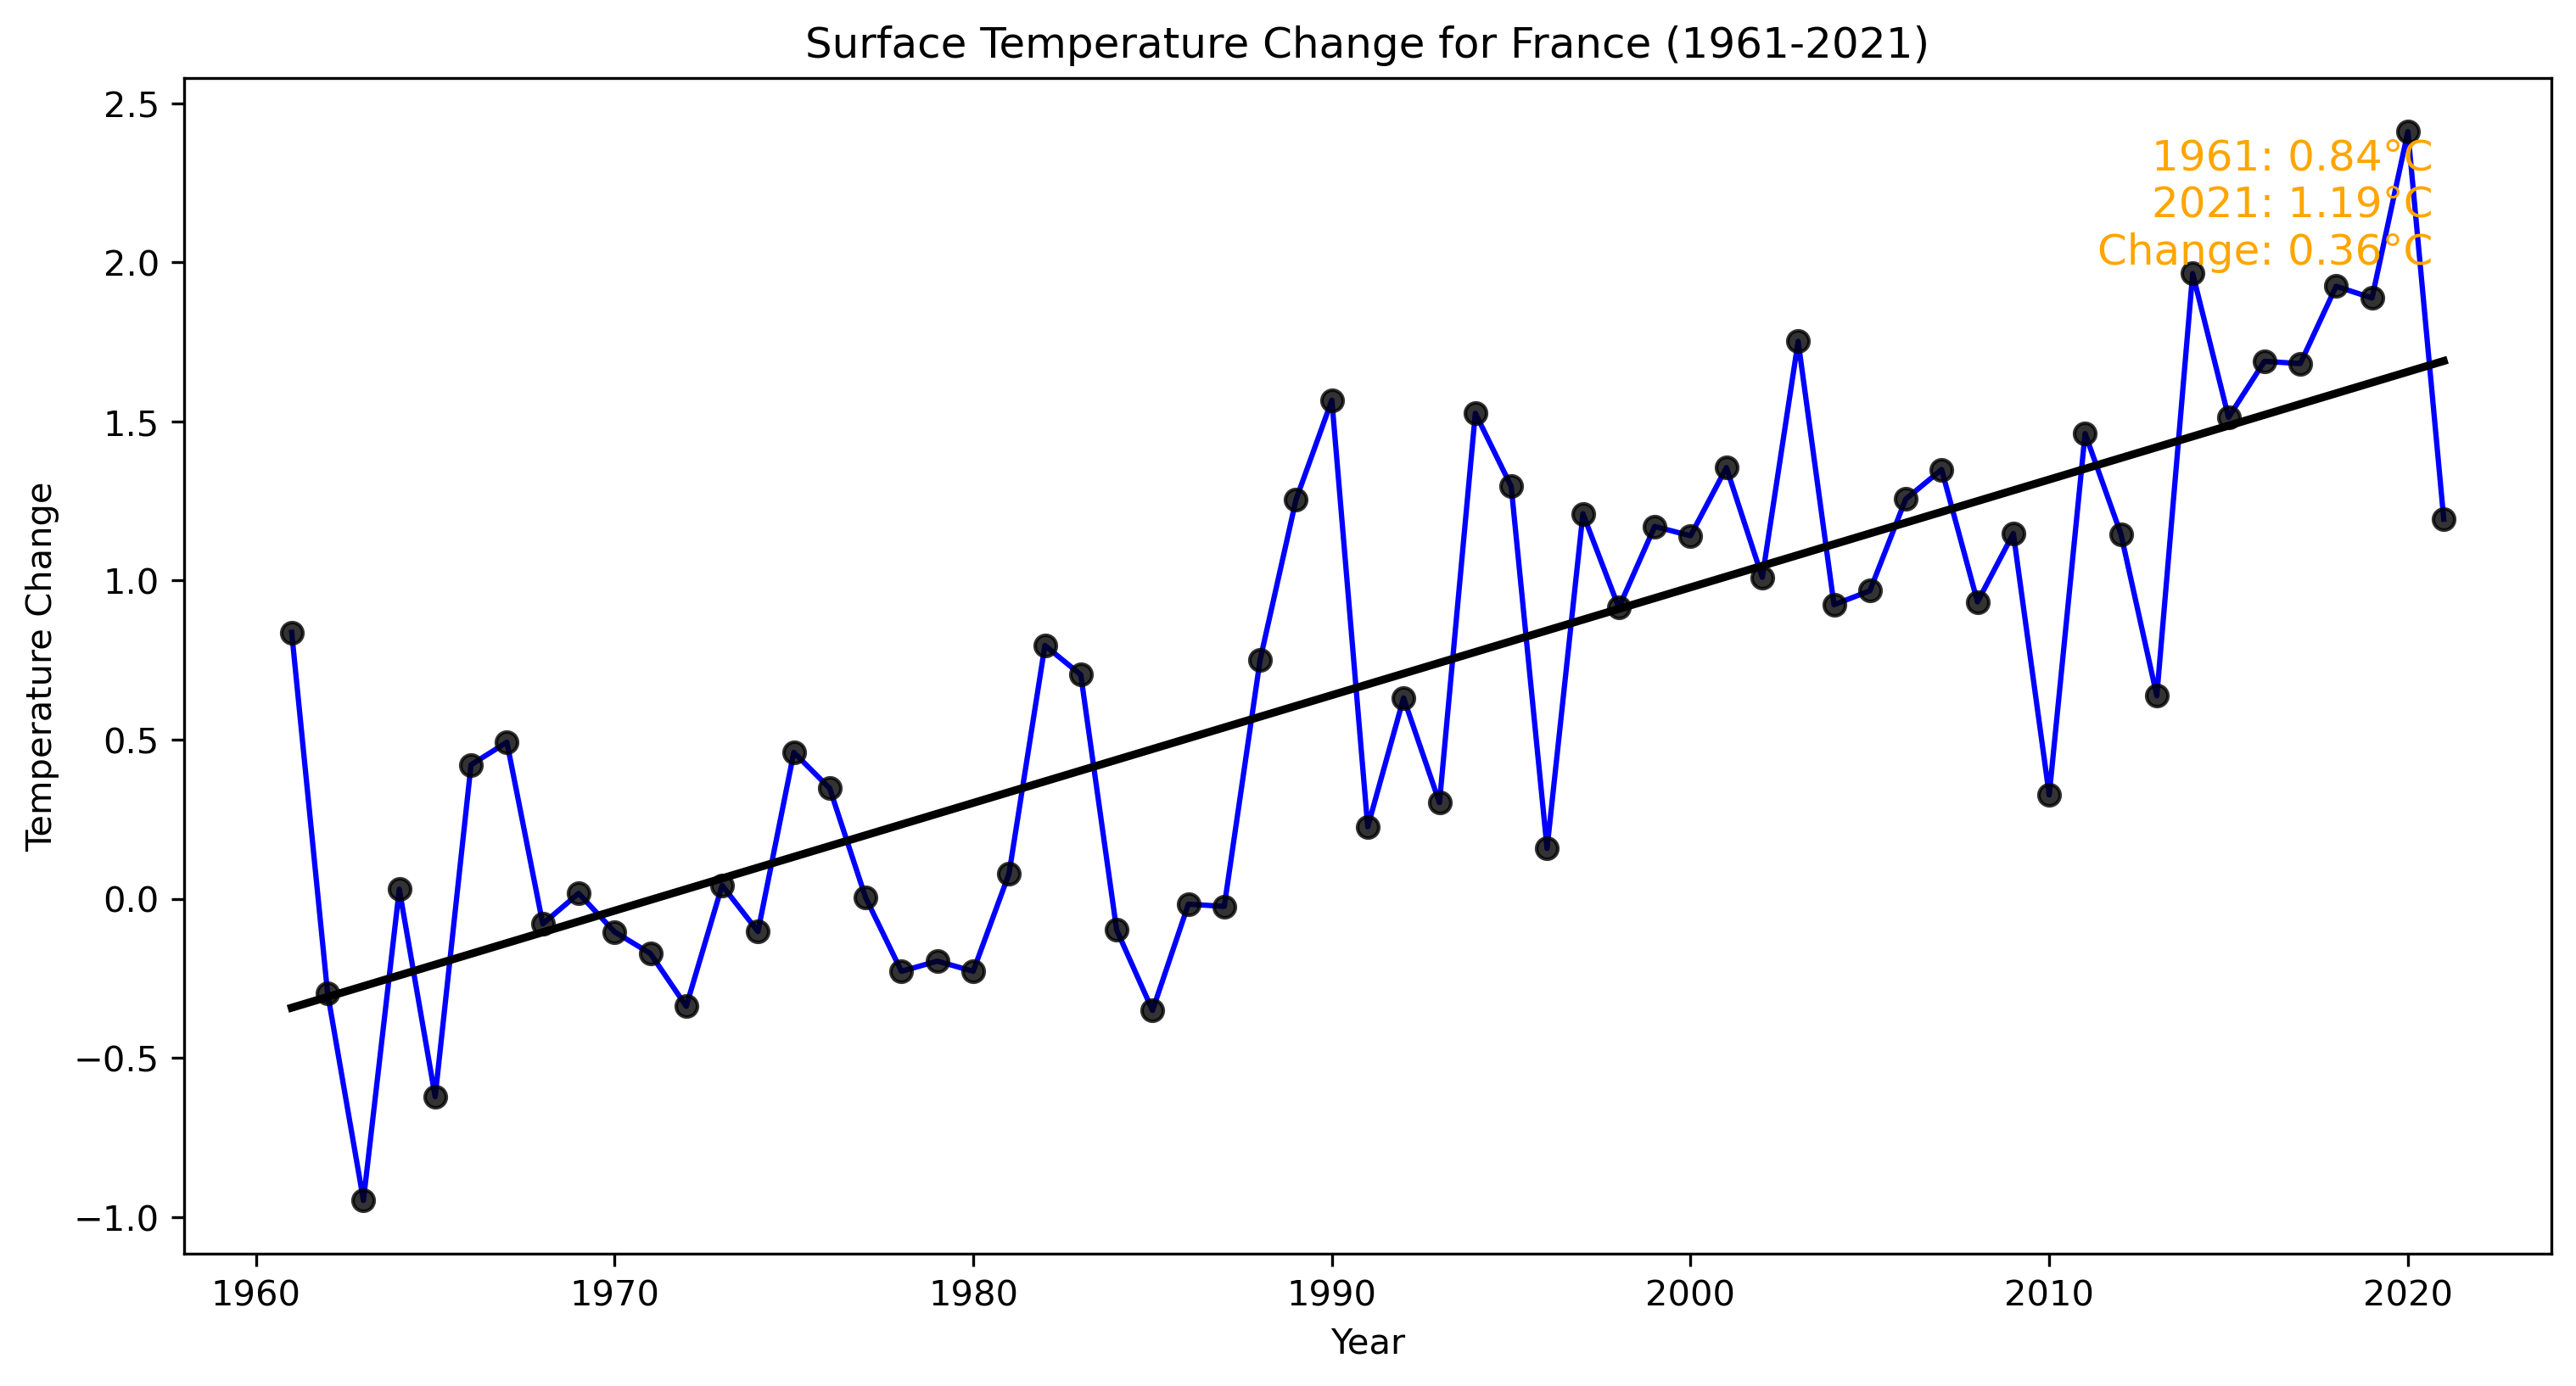 Surface Temperature Change for France (1961-2021)
2.5
2.0
1.5
1.0
0.5
0.0
−0.5
−1.0
Temperature Change
1961: 0.84°C
2021: 1.19°C
Change: 0.36°C
1960
1970
1980
1990
2000
2010
2020
Year